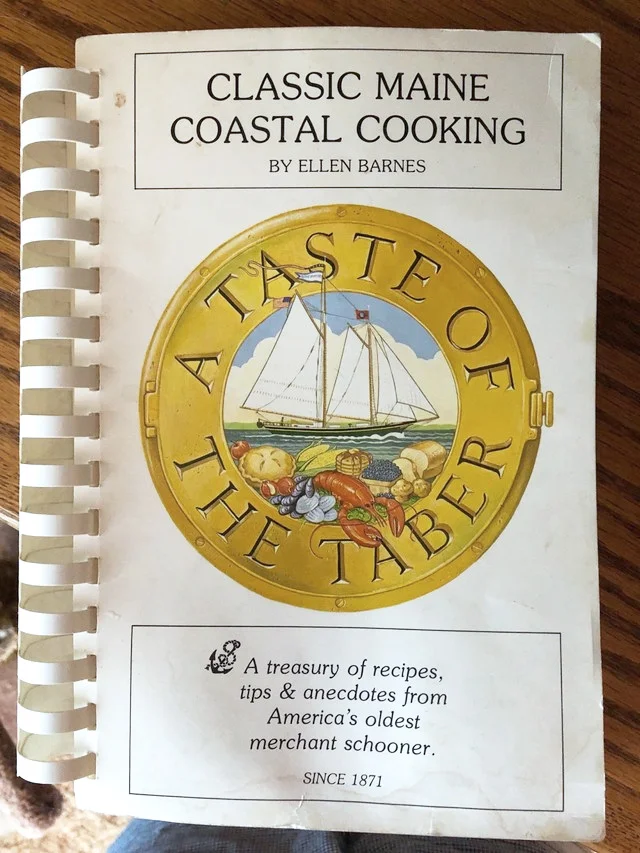 CLASSIC MAINE
COASTAL COOKING
BY ELLEN BARNES
A TASTE OF
THE TABER
A treasury of recipes,
tips & anecdotes from
America's oldest
merchant schooner.
SINCE 1871